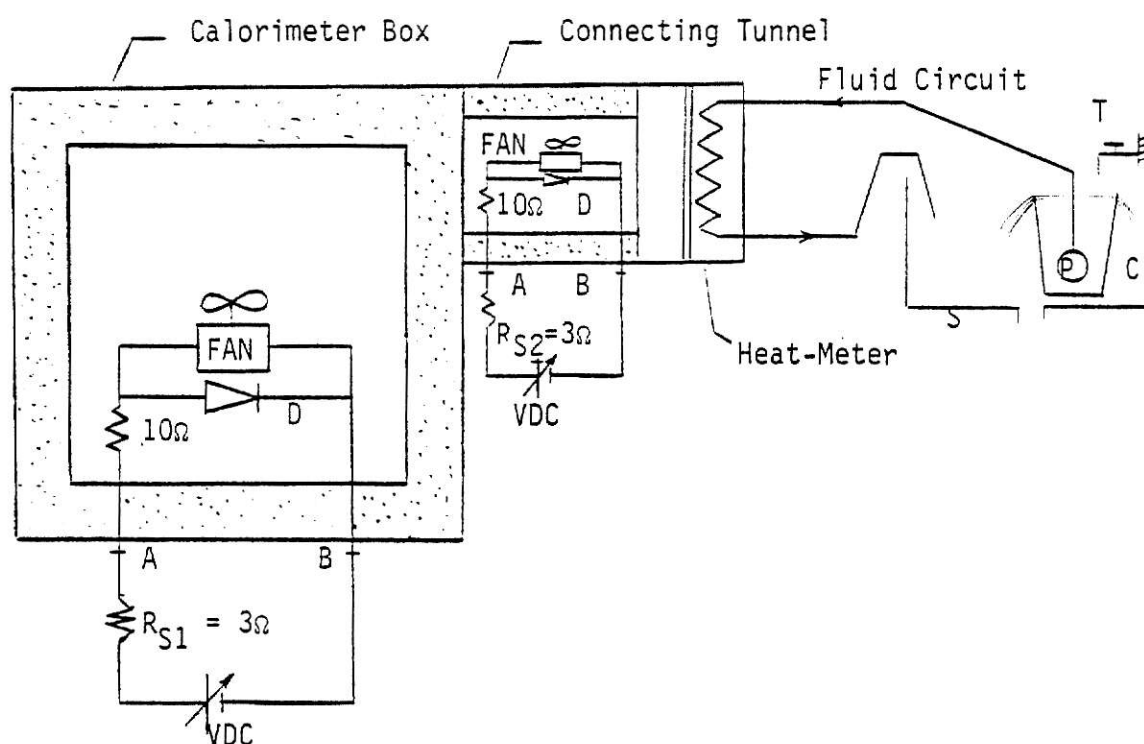 Calorimeter Box
Connecting Tunnel
Fluid Circuit
T
FAN
10Ω D
A B
P C
S
R_S2 = 3Ω
Heat-Meter
VDC
FAN
D
10Ω
A B
R_S1 = 3Ω
VDC